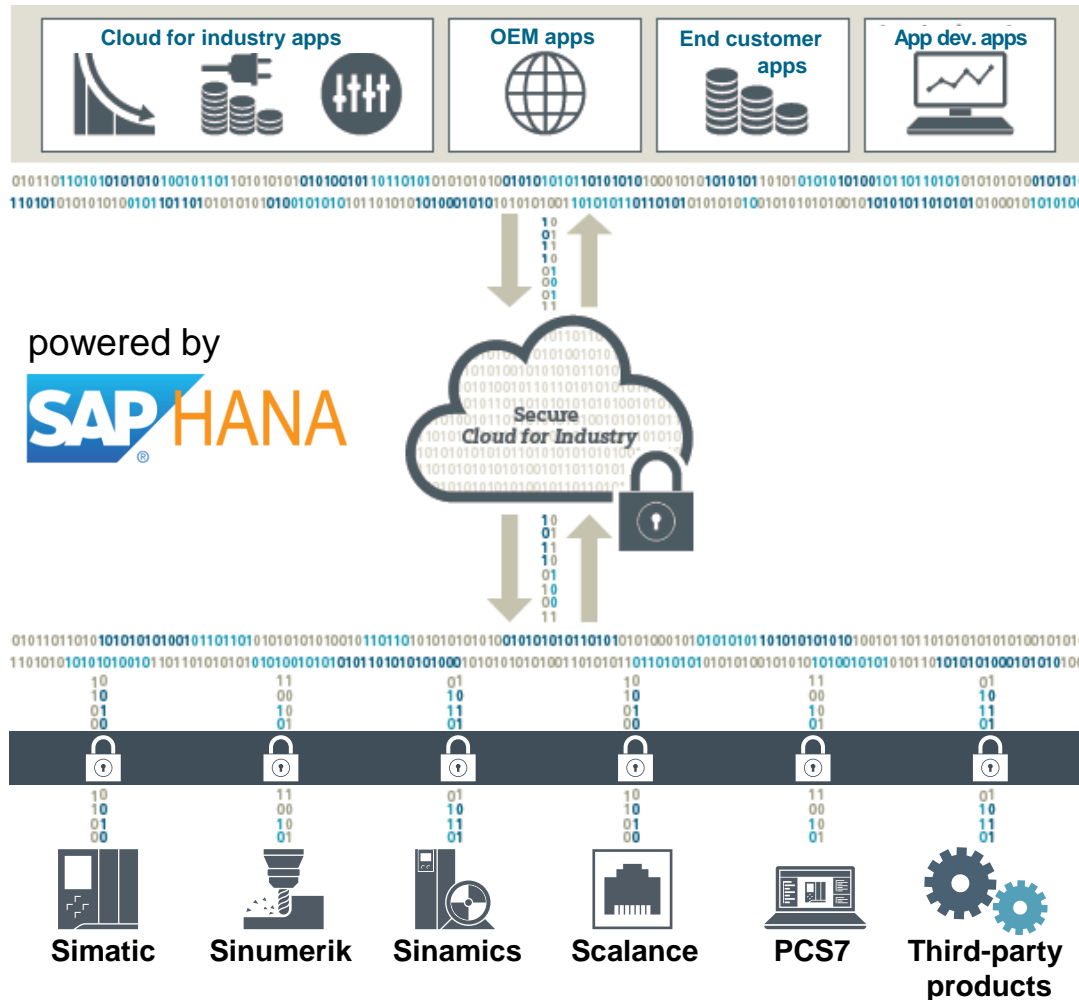 Cloud for industry apps
OEM apps
End customer
apps
App dev. apps
powered by
SAP HANA
®
Secure
Cloud for Industry
Simatic
Sinumerik
Sinamics
Scalance
PCS7
Third-party
products